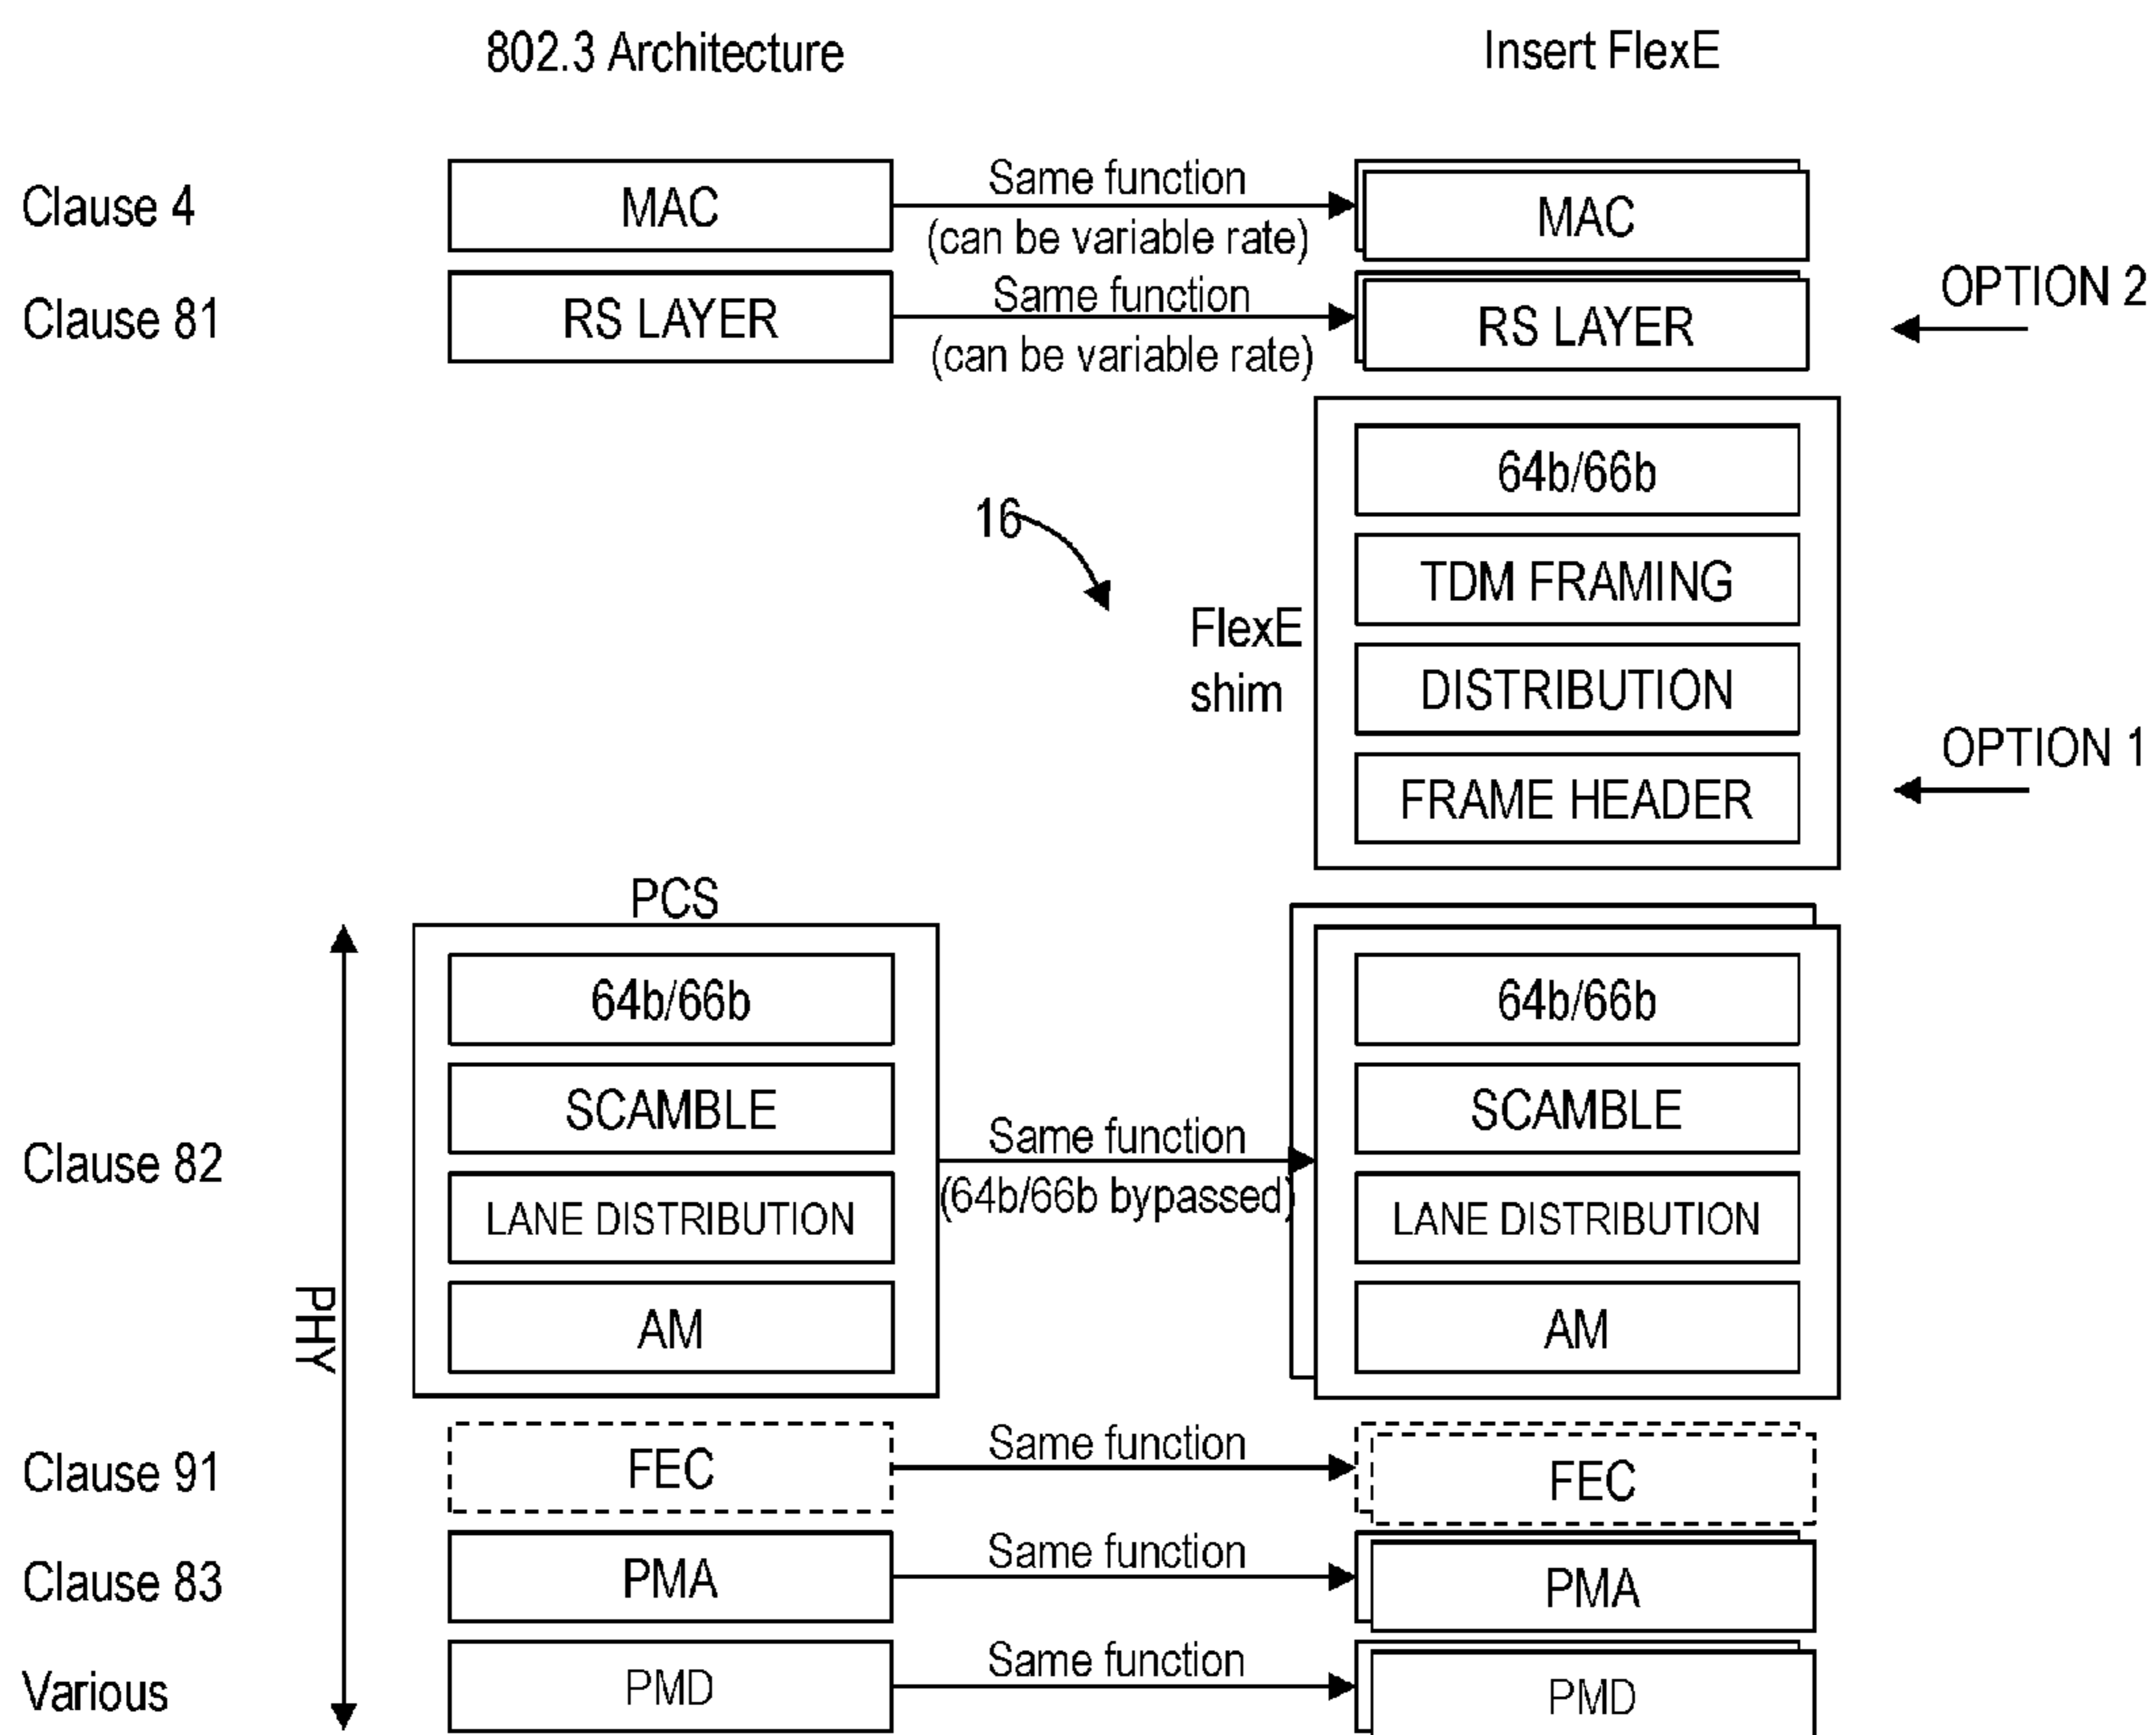 802.3 Architecture
Insert FlexE
Clause 4
MAC
Same function
(can be variable rate)
MAC
Clause 81
RS LAYER
Same function
(can be variable rate)
RS LAYER
OPTION 2
16
FlexE
shim
64b/66b
TDM FRAMING
DISTRIBUTION
FRAME HEADER
OPTION 1
PHY
Clause 82
PCS
64b/66b
SCAMBLE
LANE DISTRIBUTION
AM
Same function
(64b/66b bypassed)
64b/66b
SCAMBLE
LANE DISTRIBUTION
AM
Clause 91
FEC
Same function
FEC
Clause 83
PMA
Same function
PMA
Various
PMD
Same function
PMD